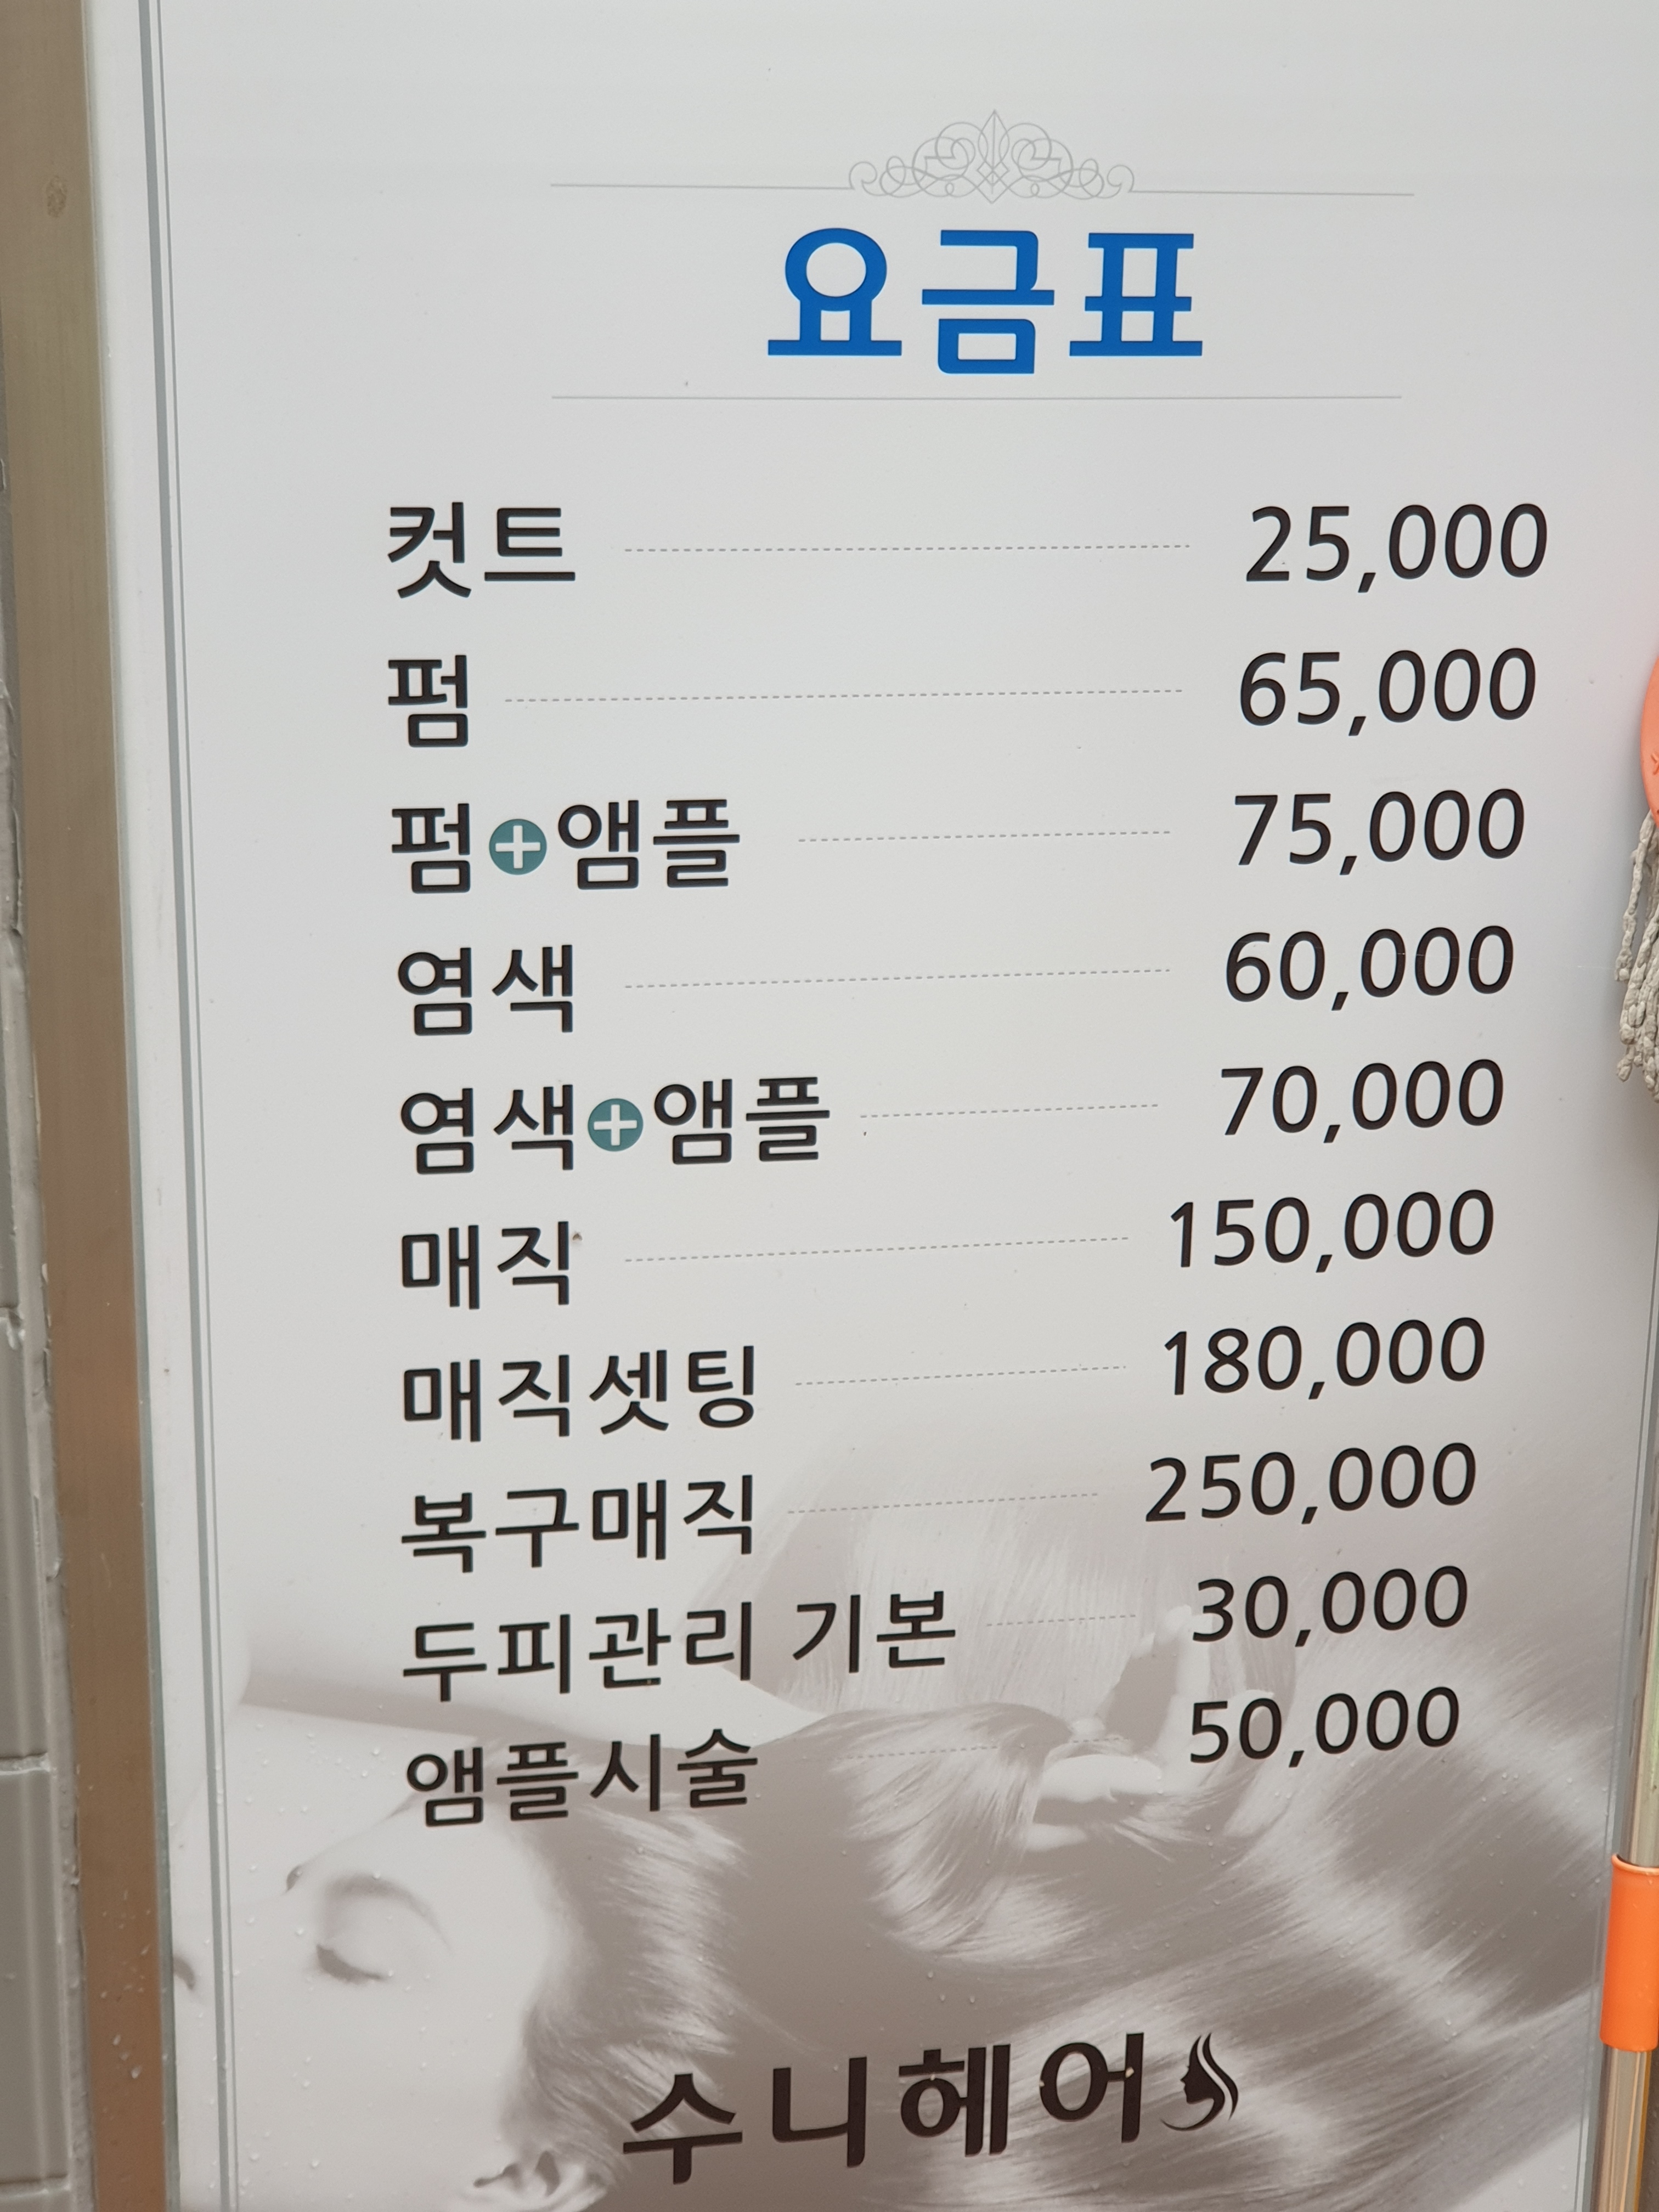 요금표
컷트 25,000
펌 65,000
펌+앰플 75,000
염색 60,000
염색+앰플 70,000
매직 150,000
매직셋팅 180,000
복구매직 250,000
두피관리 기본 30,000
앰플시술 50,000
수니헤어